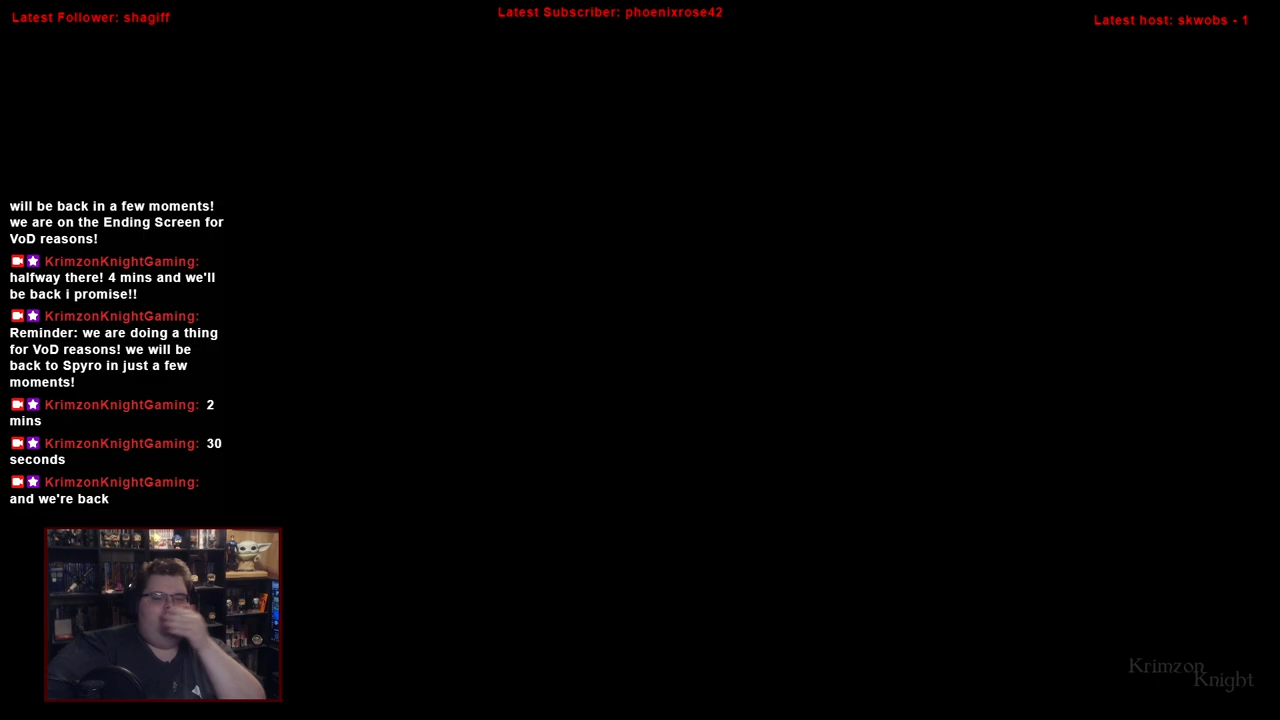 Latest Follower: shagiff
Latest Subscriber: phoenixrose42
Latest host: skwobs - 1
will be back in a few moments!
we are on the Ending Screen for
VoD reasons!
KrimzonKnightGaming:
halfway there! 4 mins and we'll
be back i promise!!
KrimzonKnightGaming:
Reminder: we are doing a thing
for VoD reasons! we will be
back to Spyro in just a few
moments!
KrimzonKnightGaming: 2
mins
KrimzonKnightGaming: 30
seconds
KrimzonKnightGaming:
and we're back
Krimzon
Knight